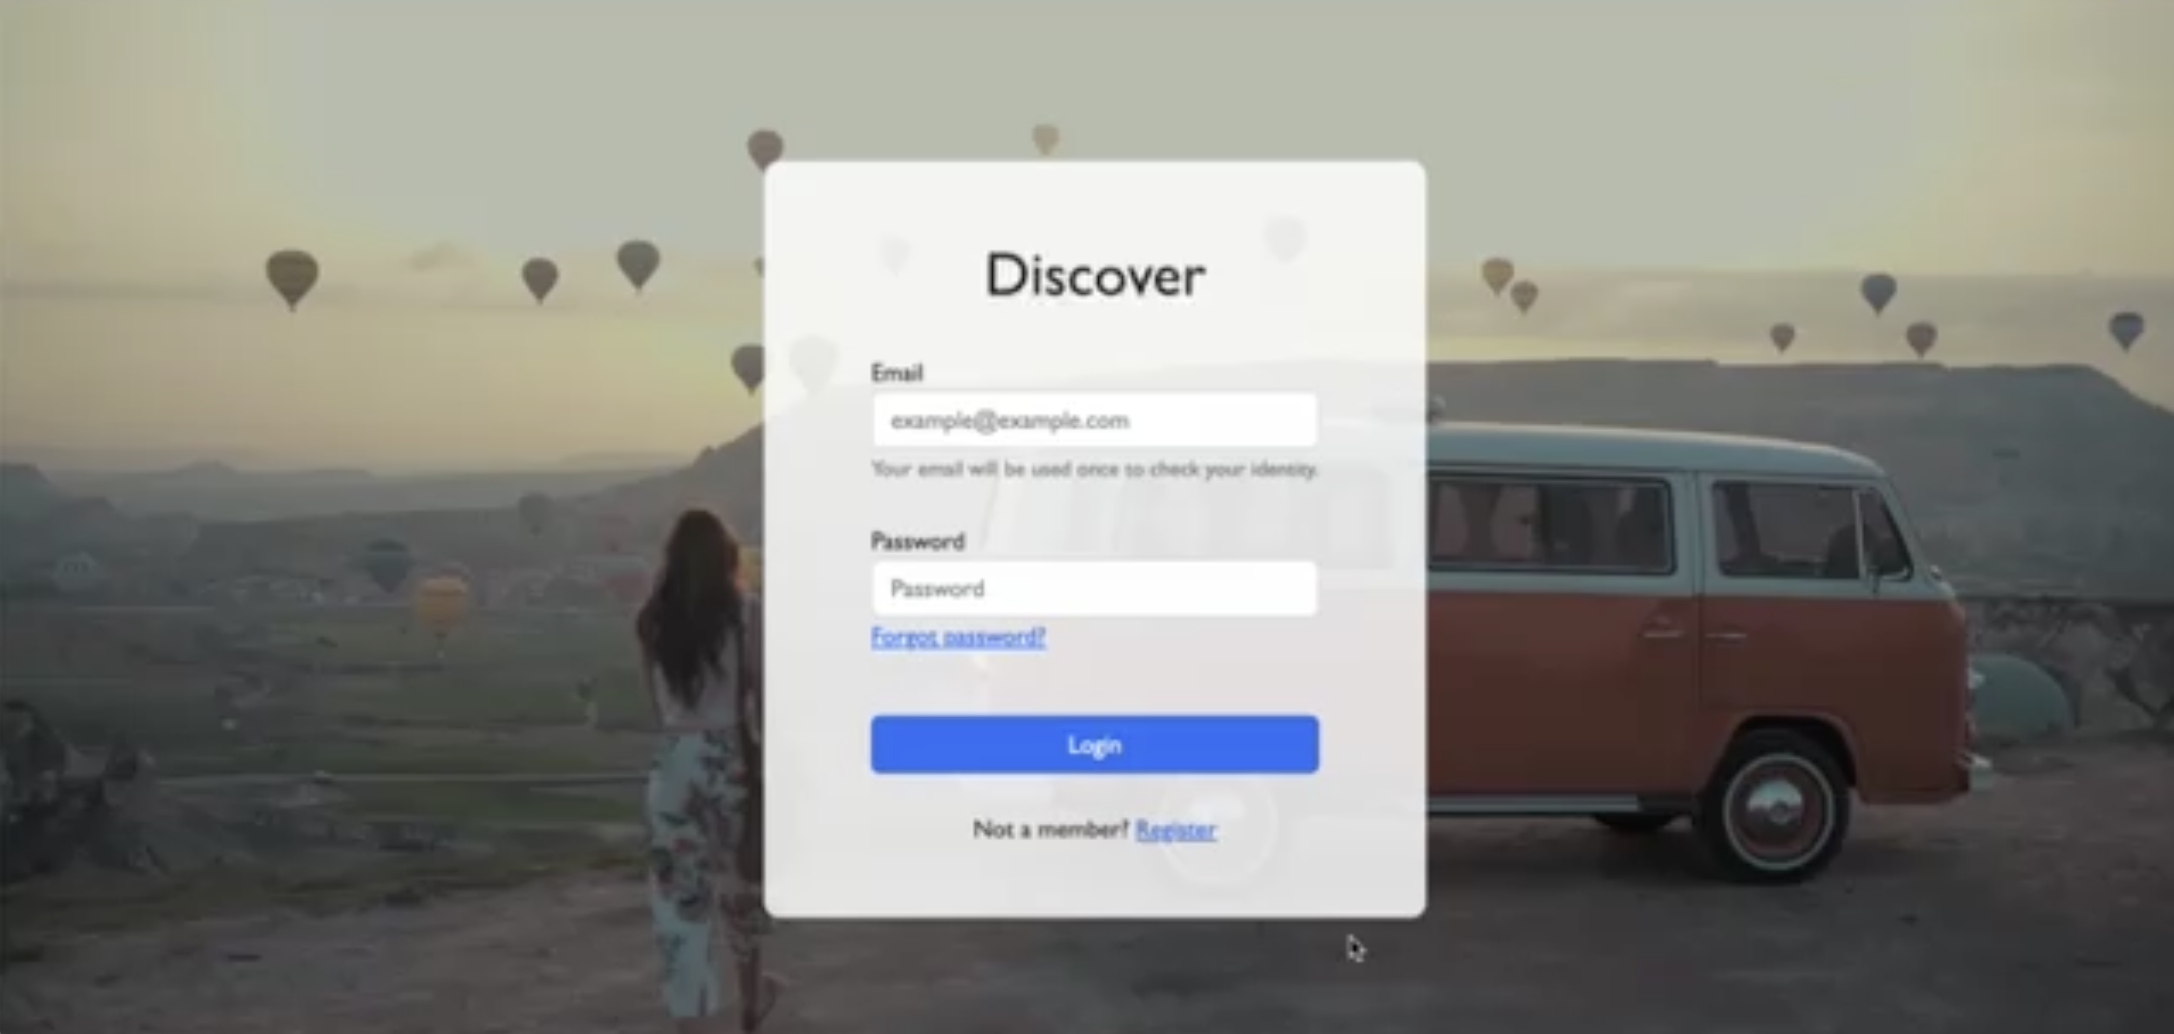 Discover
Email
example@example.com
Your email will be used once to check your identity.
Password
Password
Forgot password?
Login
Not a member? Register